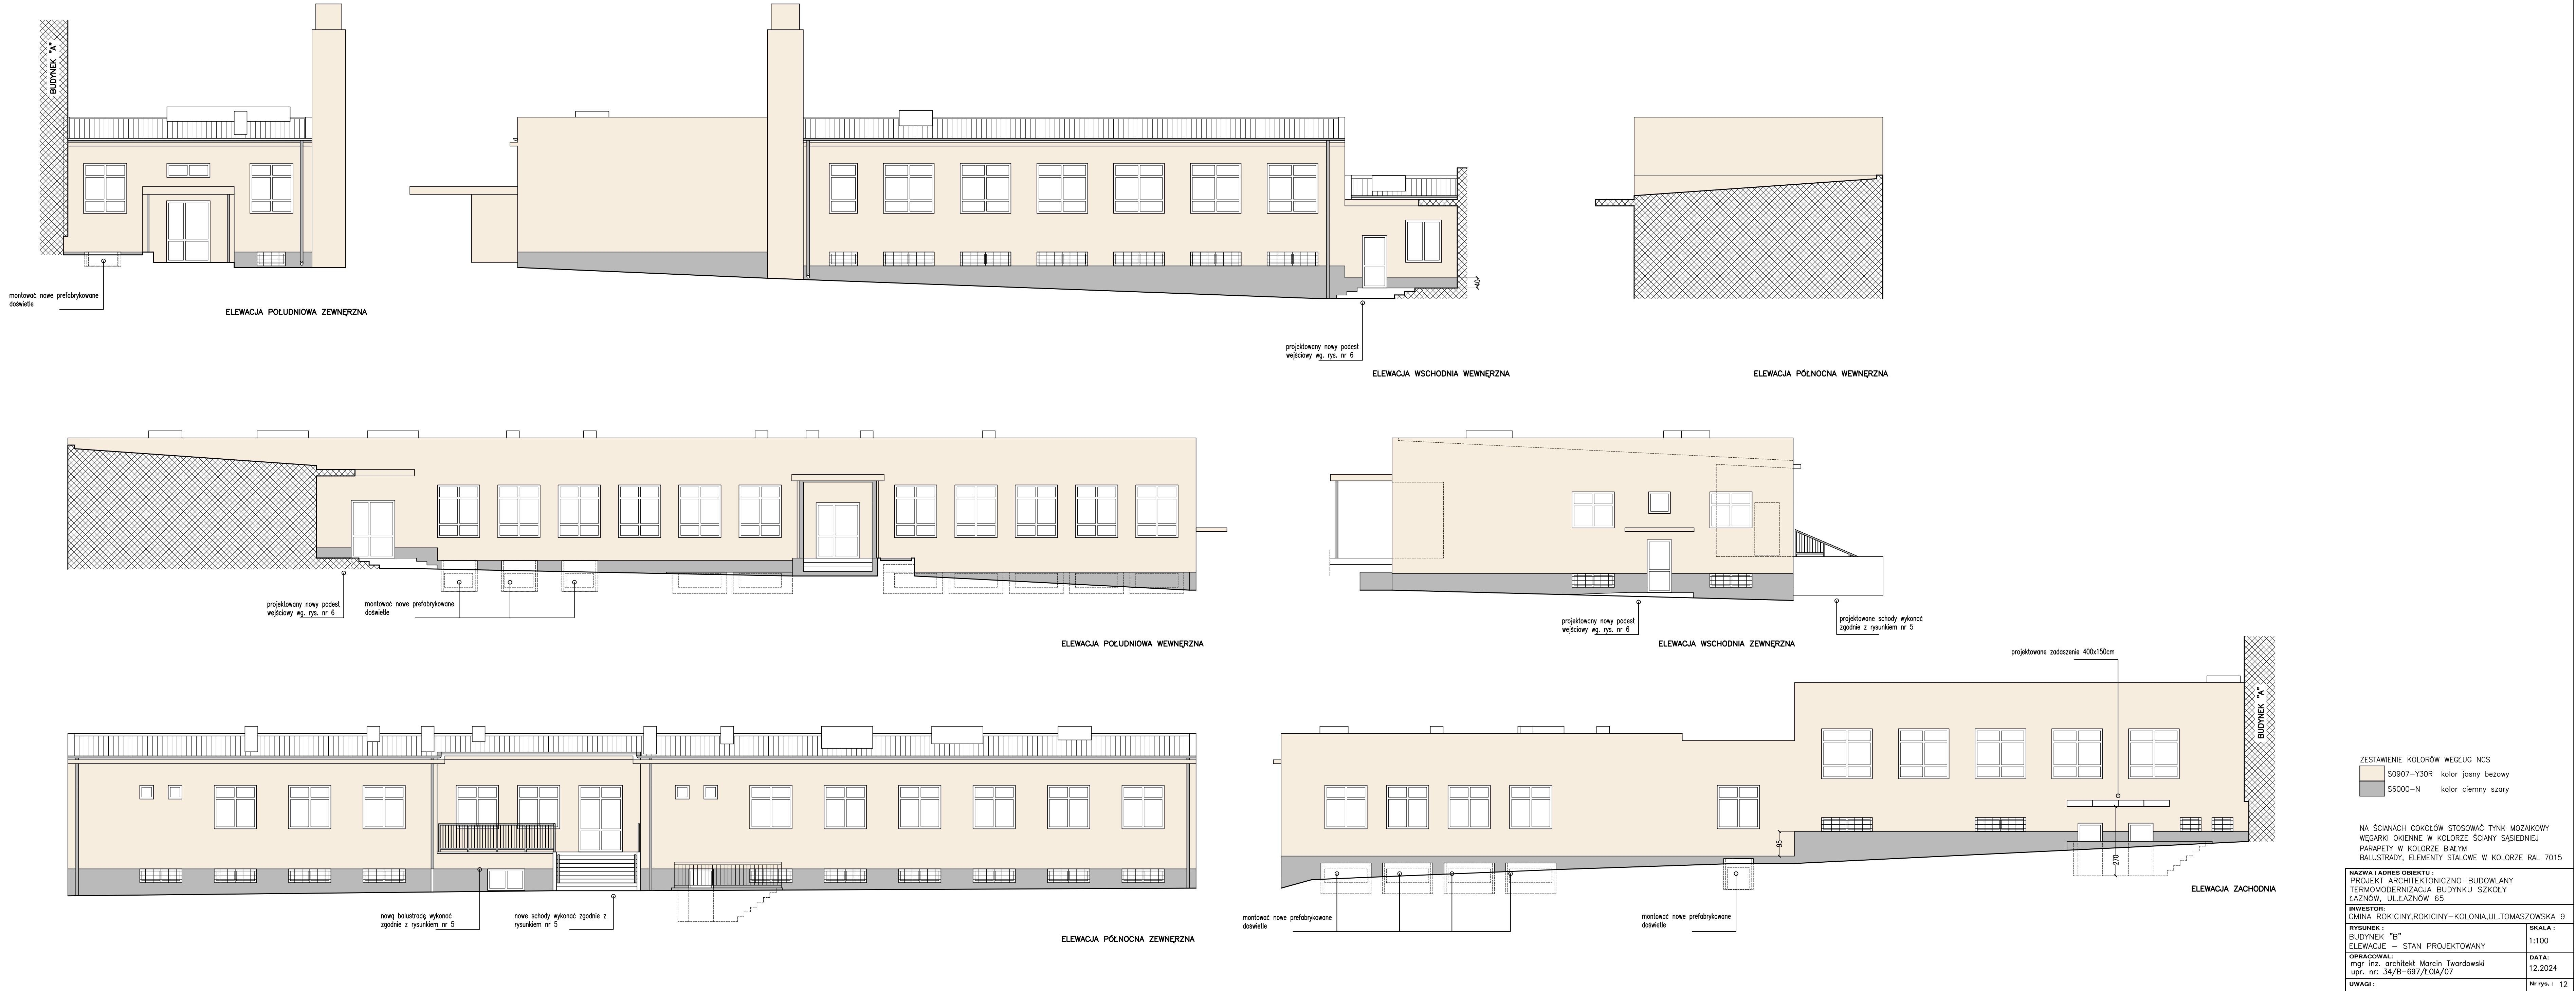 BUDYNEK "A"
montować nowe prefabrykowane
doświetle
ELEWACJA POŁUDNIOWA ZEWNĘRZNA
40
projektowany nowy podest
wejściowy wg. rys. nr 6
ELEWACJA WSCHODNIA WEWNĘRZNA
ELEWACJA PÓŁNOCNA WEWNĘRZNA
projektowany nowy podest
wejściowy wg. rys. nr 6
montować nowe prefabrykowane
doświetle
ELEWACJA POŁUDNIOWA WEWNĘRZNA
projektowany nowy podest
wejściowy wg. rys. nr 6
projektowane schody wykonać
zgodnie z rysunkiem nr 5
ELEWACJA WSCHODNIA ZEWNĘRZNA
nową balustradę wykonać
zgodnie z rysunkiem nr 5
nowe schody wykonać zgodnie z
rysunkiem nr 5
ELEWACJA PÓŁNOCNA ZEWNĘRZNA
projektowane zadaszenie 400x150cm
BUDYNEK "A"
95
270
montować nowe prefabrykowane
doświetle
montować nowe prefabrykowane
doświetle
ELEWACJA ZACHODNIA
ZESTAWIENIE KOLORÓW WEGŁUG NCS
S0907-Y30R kolor jasny beżowy
S6000-N kolor ciemny szary
NA ŚCIANACH COKOŁÓW STOSOWAĆ TYNK MOZAIKOWY
WĘGARKI OKIENNE W KOLORZE ŚCIANY SĄSIEDNIEJ
PARAPETY W KOLORZE BIAŁYM
BALUSTRADY, ELEMENTY STALOWE W KOLORZE RAL 7015
NAZWA I ADRES OBIEKTU :
PROJEKT ARCHITEKTONICZNO-BUDOWLANY
TERMOMODERNIZACJA BUDYNKU SZKOŁY
ŁAZNÓW, UL.ŁAZNÓW 65
INWESTOR:
GMINA ROKICINY,ROKICINY-KOLONIA,UL.TOMASZOWSKA 9
RYSUNEK :
BUDYNEK "B"
ELEWACJE - STAN PROJEKTOWANY
SKALA :
1:100
OPRACOWAŁ:
mgr inz. architekt Marcin Twardowski
upr. nr: 34/B-697/ŁOIA/07
DATA:
12.2024
UWAGI :
Nr rys. : 12